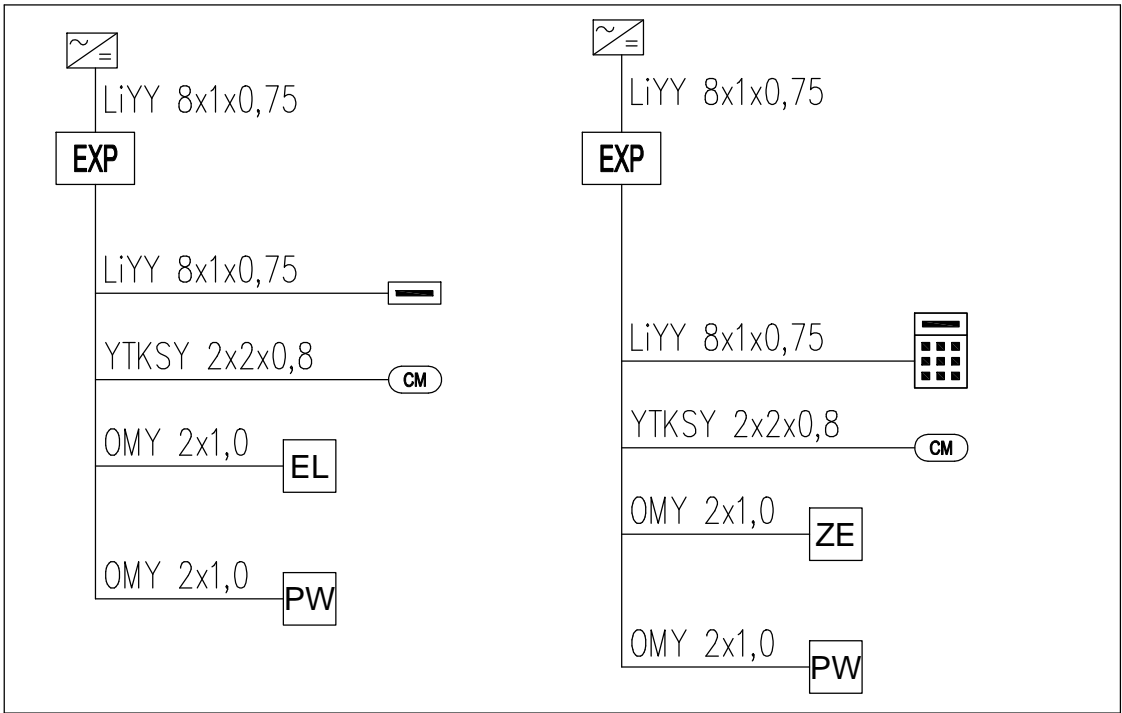 LiYY 8x1x0,75
EXP
LiYY 8x1x0,75
YTKSY 2x2x0,8
CM
OMY 2x1,0
EL
OMY 2x1,0
PW
LiYY 8x1x0,75
EXP
LiYY 8x1x0,75
YTKSY 2x2x0,8
CM
OMY 2x1,0
ZE
OMY 2x1,0
PW